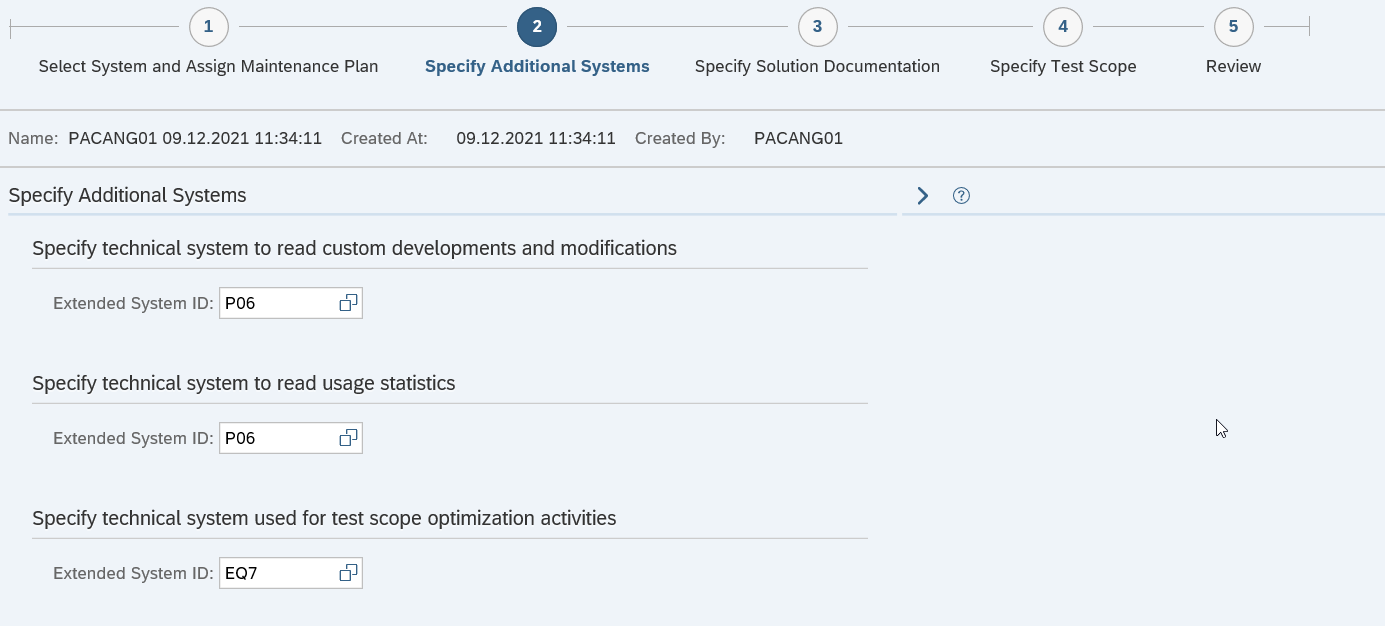 1 2 3 4 5
Select System and Assign Maintenance Plan Specify Additional Systems Specify Solution Documentation Specify Test Scope Review
Name: PACANG01 09.12.2021 11:34:11 Created At: 09.12.2021 11:34:11 Created By: PACANG01
Specify Additional Systems ?
Specify technical system to read custom developments and modifications
Extended System ID: P06
Specify technical system to read usage statistics
Extended System ID: P06
Specify technical system used for test scope optimization activities
Extended System ID: EQ7